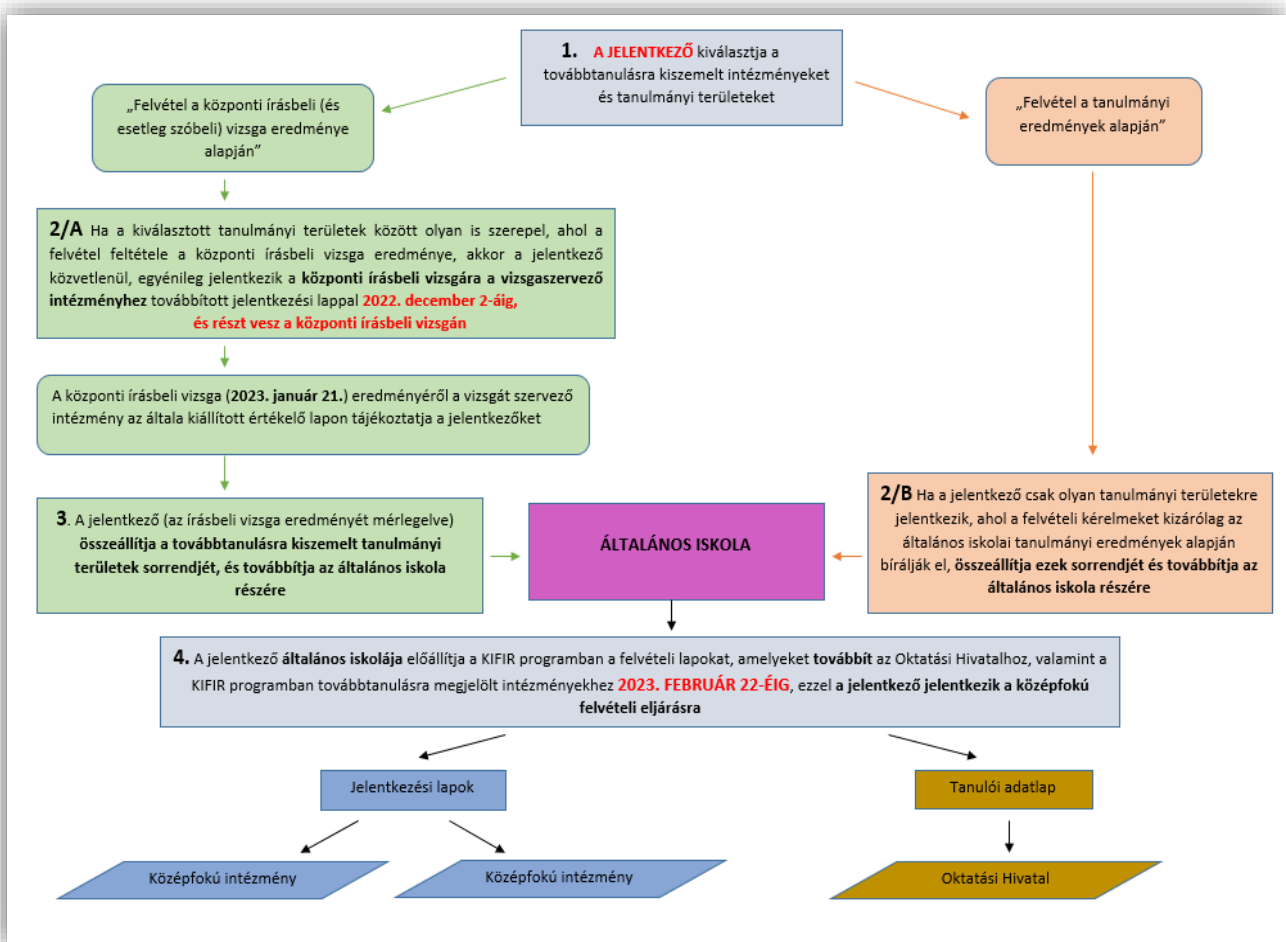 1. A JELENTKEZŐ kiválasztja a
továbbtanulásra kiszemelt intézményeket
és tanulmányi területeket
„Felvétel a központi írásbeli (és
esetleg szóbeli) vizsga eredménye
alapján”
„Felvétel a tanulmányi
eredmények alapján”
2/A Ha a kiválasztott tanulmányi területek között olyan is szerepel, ahol a
felvétel feltétele a központi írásbeli vizsga eredménye, akkor a jelentkező
közvetlenül, egyénileg jelentkezik a központi írásbeli vizsgára a vizsgaszervező
intézményhez továbbított jelentkezési lappal 2022. december 2-áig,
és részt vesz a központi írásbeli vizsgán
A központi írásbeli vizsga (2023. január 21.) eredményéről a vizsgát szervező
intézmény az általa kiállított értékelő lapon tájékoztatja a jelentkezőket
3. A jelentkező (az írásbeli vizsga eredményét mérlegelve)
összeállítja a továbbtanulásra kiszemelt tanulmányi
területek sorrendjét, és továbbítja az általános iskola
részére
ÁLTALÁNOS ISKOLA
2/B Ha a jelentkező csak olyan tanulmányi területekre
jelentkezik, ahol a felvételi kérelmeket kizárólag az
általános iskolai tanulmányi eredmények alapján
bírálják el, összeállítja ezek sorrendjét és továbbítja az
általános iskola részére
4. A jelentkező általános iskolája előállítja a KIFIR programban a felvételi lapokat, amelyeket továbbít az Oktatási Hivatalhoz, valamint a
KIFIR programban továbbtanulásra megjelölt intézményekhez 2023. FEBRUÁR 22-ÉIG, ezzel a jelentkező jelentkezik a középfokú
felvételi eljárásra
Jelentkezési lapok
Tanulói adatlap
Középfokú intézmény
Középfokú intézmény
Oktatási Hivatal